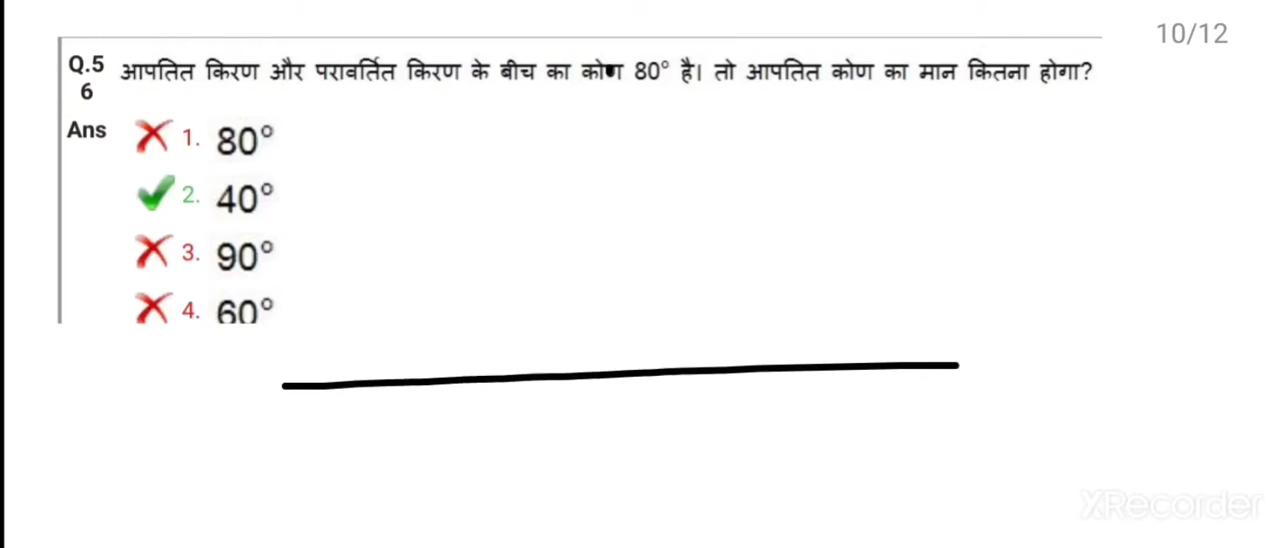 10/12
Q.5 आपतित किरण और परावर्तित किरण के बीच का कोण 80° है। तो आपतित कोण का मान कितना होगा?
6
Ans 1. 80°
2. 40°
3. 90°
4. 60°
XRecorder